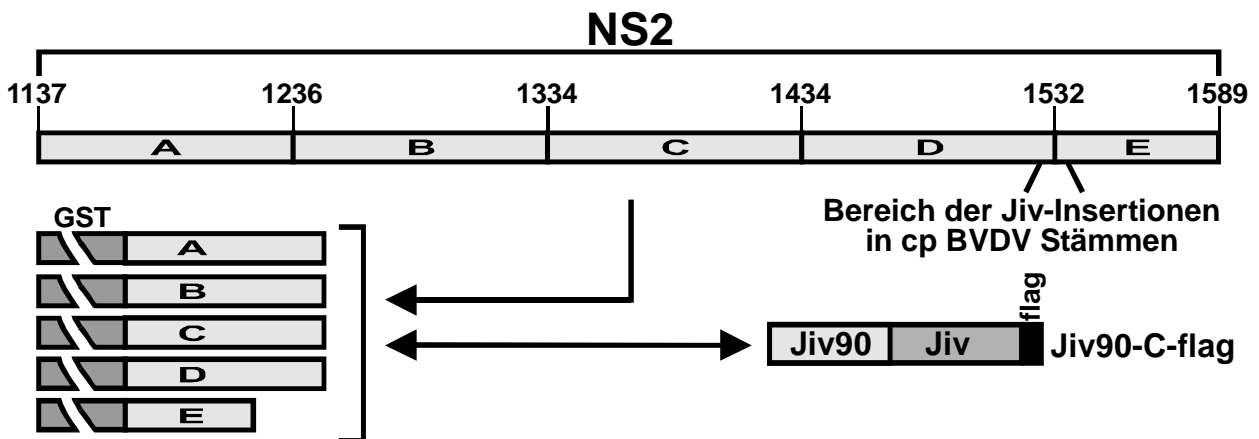 NS2
1137 1236 1334 1434 1532 1589
A B C D E
Bereich der Jiv-Insertionen
in cp BVDV Stämmen
GST
A
B
C
D
E
flag
Jiv90 Jiv Jiv90-C-flag